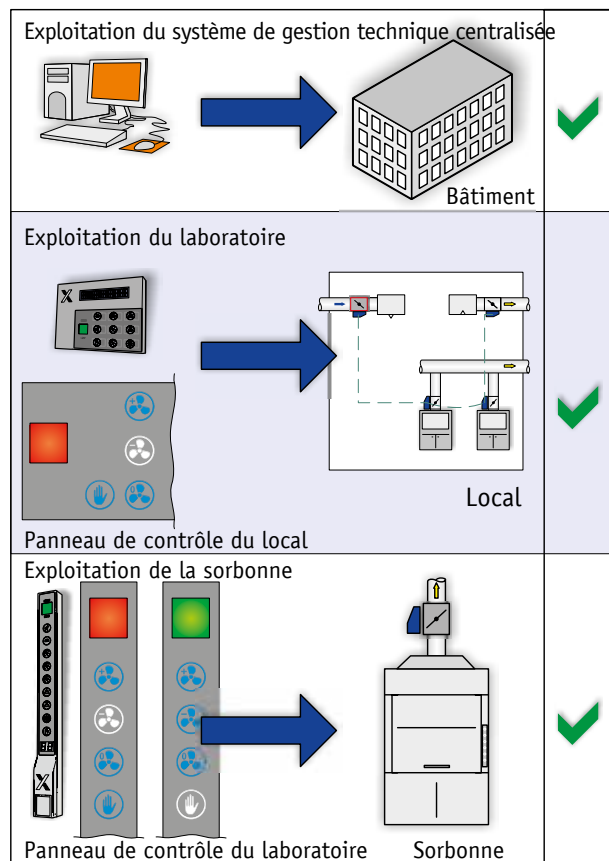 Exploitation du système de gestion technique centralisée
Bâtiment
Exploitation du laboratoire
Local
Panneau de contrôle du local
Exploitation de la sorbonne
Panneau de contrôle du laboratoire
Sorbonne